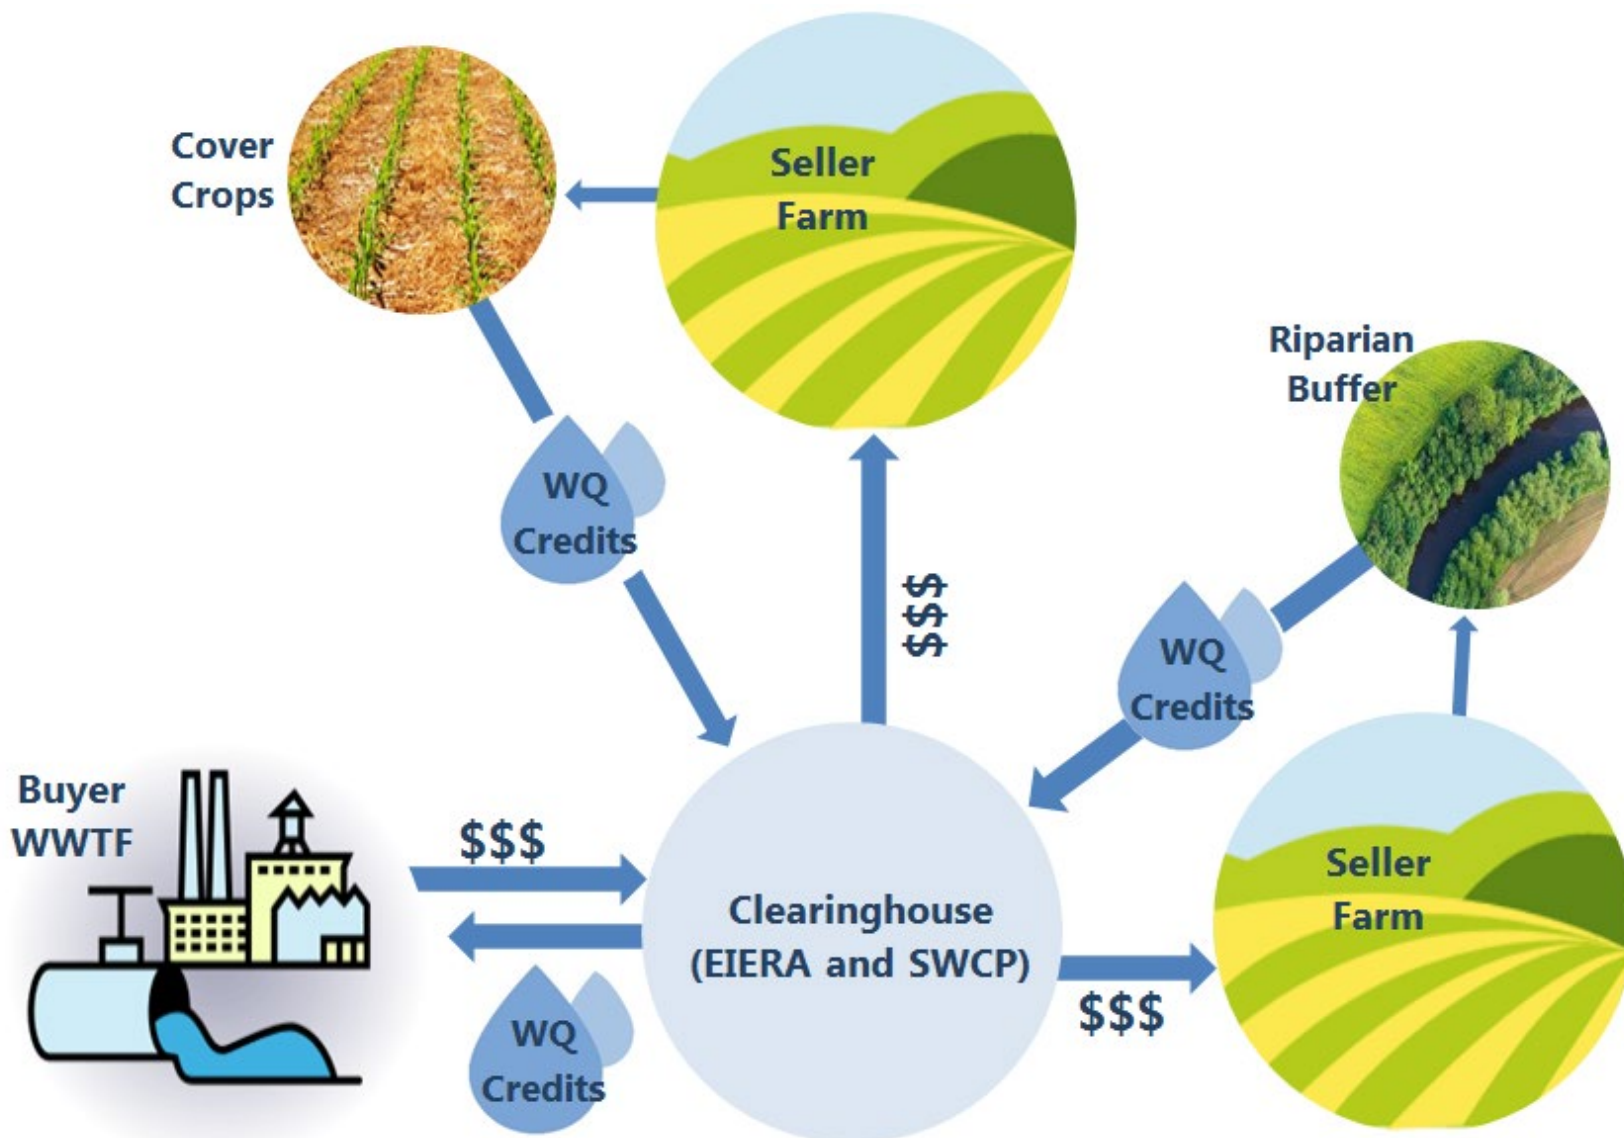 Cover
Crops
Seller
Farm
Riparian
Buffer
WQ
Credits
$$$
WQ
Credits
Buyer
WWTF
$$$
Clearinghouse
(EIERA and SWCP)
Seller
Farm
$$$
WQ
Credits